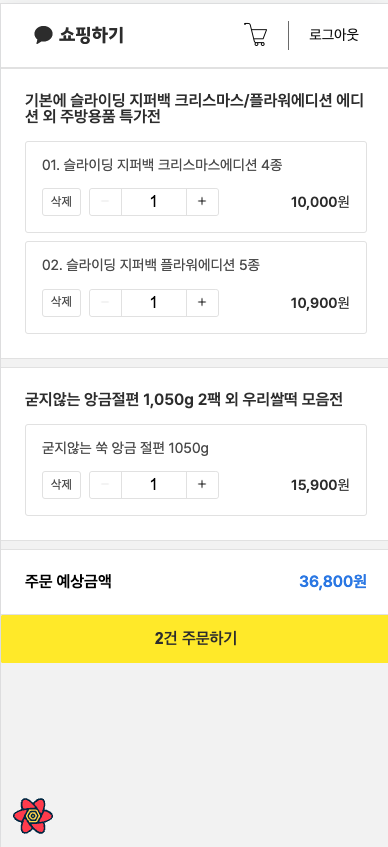 쇼핑하기
로그아웃
기본에 슬라이딩 지퍼백 크리스마스/플라워에디션 에디
션 외 주방용품 특가전
01. 슬라이딩 지퍼백 크리스마스에디션 4종
삭제 − 1 + 10,000원
02. 슬라이딩 지퍼백 플라워에디션 5종
삭제 − 1 + 10,900원
굳지않는 앙금절편 1,050g 2팩 외 우리쌀떡 모음전
굳지않는 쑥 앙금 절편 1050g
삭제 − 1 + 15,900원
주문 예상금액 36,800원
2건 주문하기